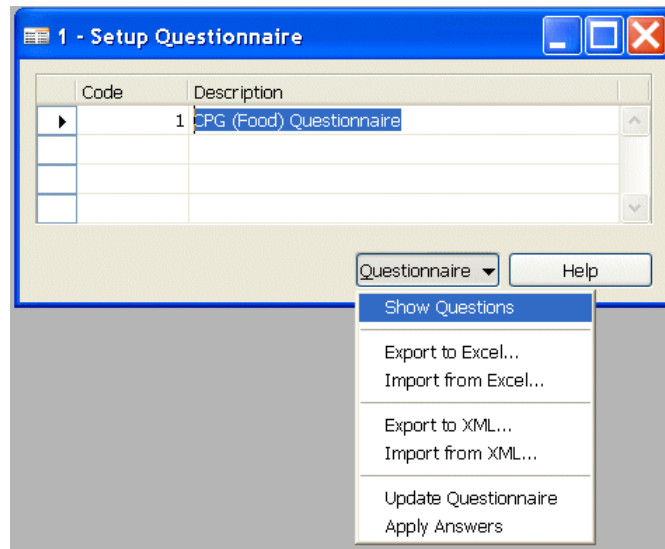 1 - Setup Questionnaire
Code Description
1 CPG (Food) Questionnaire
Questionnaire Help
Show Questions
Export to Excel...
Import from Excel...
Export to XML...
Import from XML...
Update Questionnaire
Apply Answers